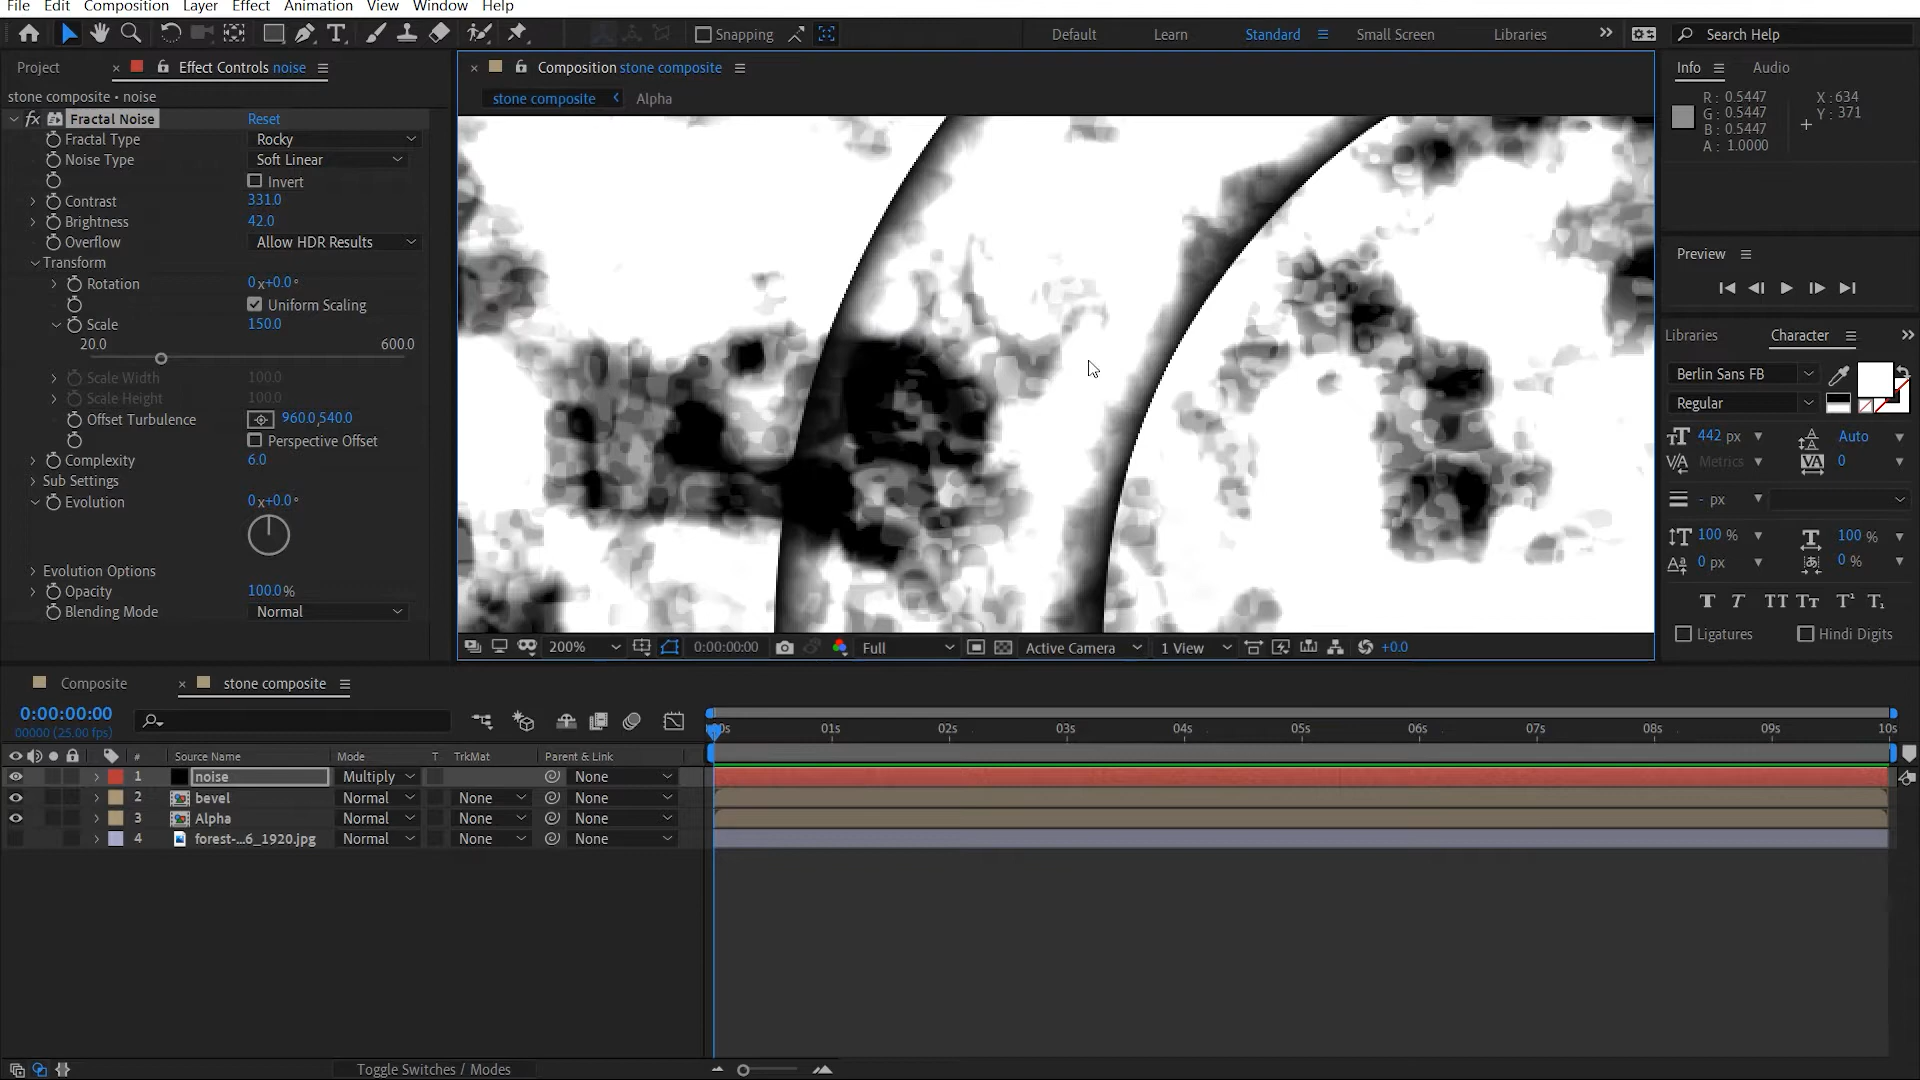 File Edit Composition Layer Effect Animation View Window Help
Snapping
Default Learn Standard Small Screen Libraries
Search Help
Project
Effect Controls noise
stone composite • noise
fx Fractal Noise Reset
Fractal Type Rocky
Noise Type Soft Linear
Invert
Contrast 331.0
Brightness 42.0
Overflow Allow HDR Results
Transform
Rotation 0x+0.0°
Uniform Scaling
Scale 150.0
20.0 600.0
Scale Width 100.0
Scale Height 100.0
Offset Turbulence 960.0,540.0
Perspective Offset
Complexity 6.0
Sub Settings
Evolution 0x+0.0°
Evolution Options
Opacity 100.0%
Blending Mode Normal
Composition stone composite
stone composite Alpha
200% 0:00:00:00 Full Active Camera 1 View +0.0
Info Audio
R: 0.5447 X: 634
G: 0.5447 Y: 371
B: 0.5447
A: 1.0000
Preview
Libraries Character
Berlin Sans FB
Regular
442 px Auto
Metrics 0
- px
100 % 100 %
0 px 0 %
T T TT Tт T¹ T₁
Ligatures Hindi Digits
Composite stone composite
0:00:00:00
00000 (25.00 fps)
01s 02s 03s 04s 05s 06s 07s 08s 09s 10s
# Source Name Mode T TrkMat Parent & Link
1 noise Multiply None
2 bevel Normal None None
3 Alpha Normal None None
4 forest-...6_1920.jpg Normal None None
Toggle Switches / Modes